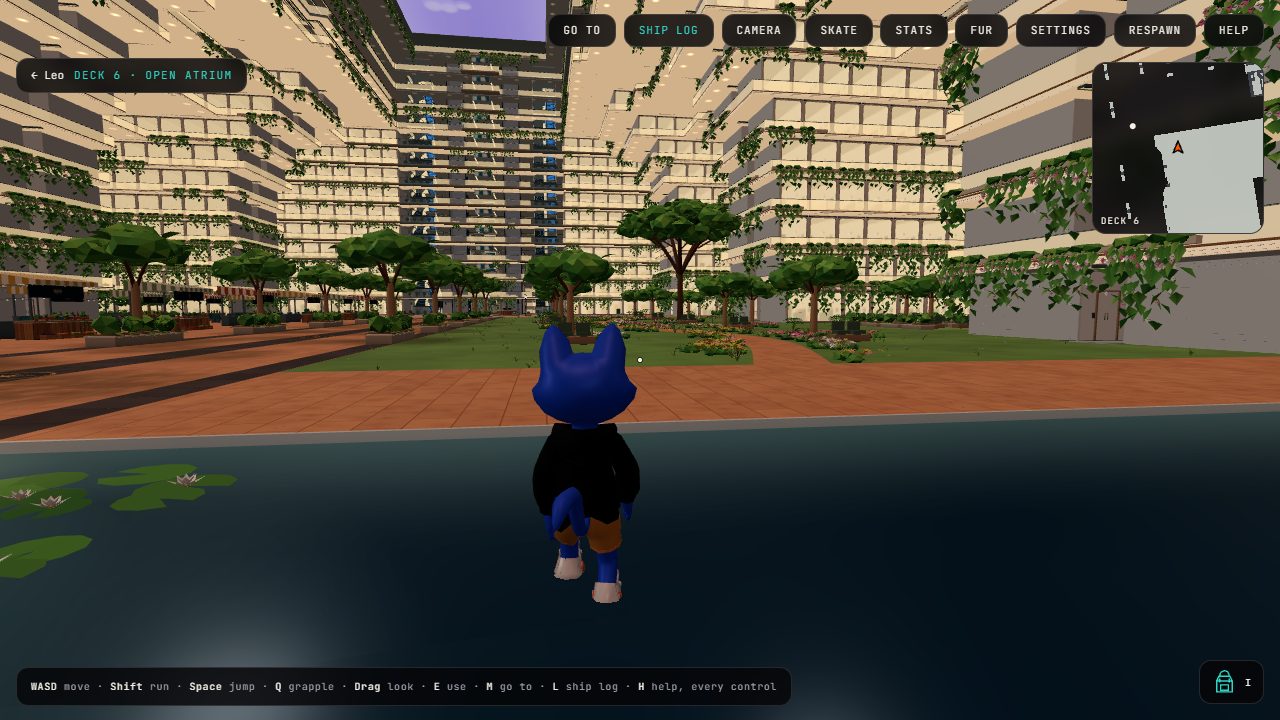 GO TO
SHIP LOG
CAMERA
SKATE
STATS
FUR
SETTINGS
RESPAWN
HELP
← Leo DECK 6 · OPEN ATRIUM
DECK 6
WASD move · Shift run · Space jump · Q grapple · Drag look · E use · M go to · L ship log · H help, every control
I